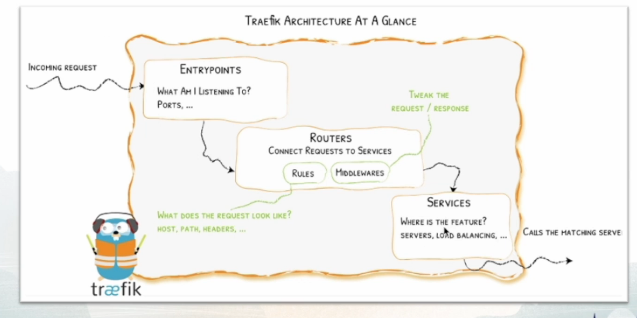 TRAEFIK ARCHITECTURE AT A GLANCE
INCOMING REQUEST
ENTRYPOINTS
WHAT AM I LISTENING TO?
PORTS, ...
TWEAK THE
REQUEST / RESPONSE
ROUTERS
CONNECT REQUESTS TO SERVICES
RULES
MIDDLEWARES
WHAT DOES THE REQUEST LOOK LIKE?
HOST, PATH, HEADERS, ...
SERVICES
WHERE IS THE FEATURE?
SERVERS, LOAD BALANCING, ...
CALLS THE MATCHING SERVE
træfik